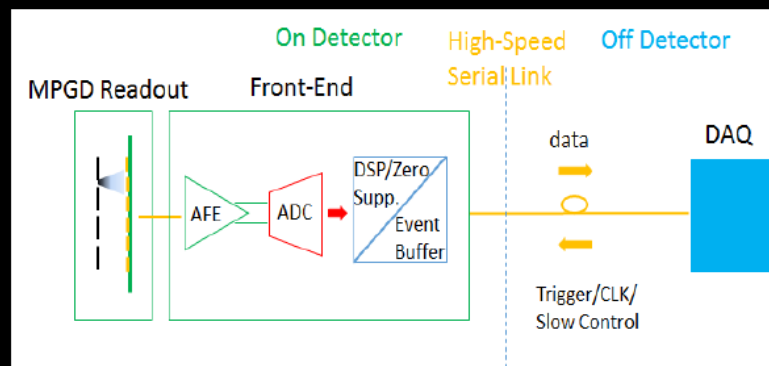 On Detector
High-Speed
Serial Link
Off Detector
MPGD Readout
Front-End
data
DAQ
AFE
ADC
DSP/Zero
Supp.
Event
Buffer
Trigger/CLK/
Slow Control